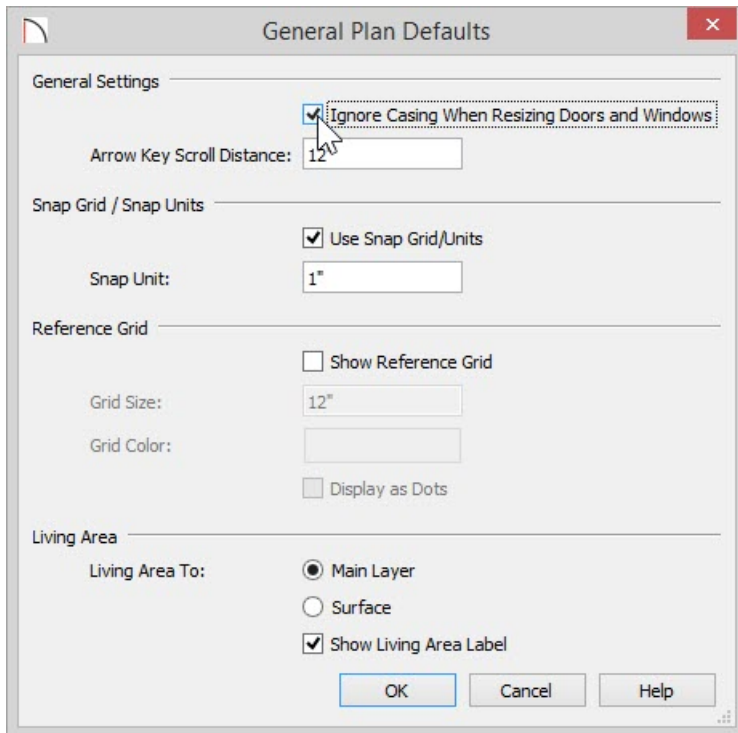 General Plan Defaults
General Settings
Ignore Casing When Resizing Doors and Windows
Arrow Key Scroll Distance: 12
Snap Grid / Snap Units
Use Snap Grid/Units
Snap Unit: 1"
Reference Grid
Show Reference Grid
Grid Size: 12"
Grid Color:
Display as Dots
Living Area
Living Area To: Main Layer
Surface
Show Living Area Label
OK Cancel Help